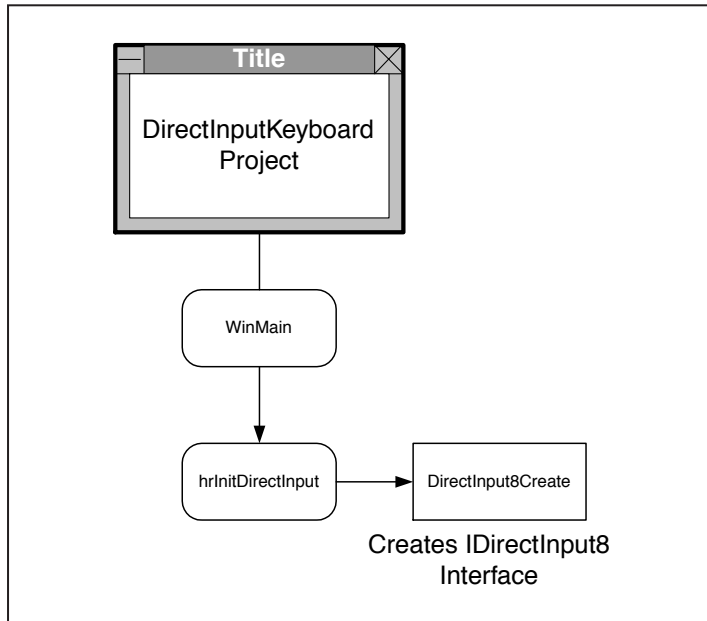 Title
DirectInputKeyboard
Project
WinMain
hrInitDirectInput
DirectInput8Create
Creates IDirectInput8
Interface